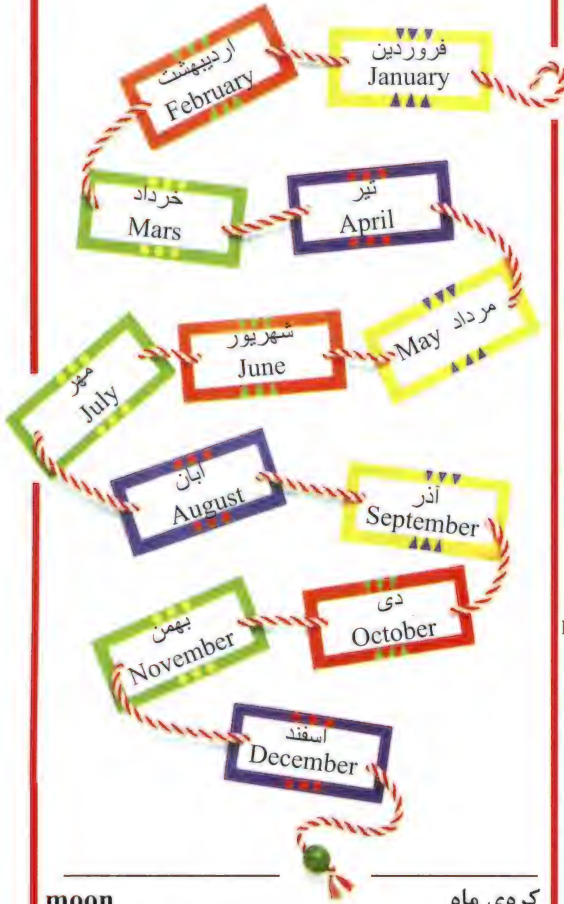 فروردین
January
اردیبهشت
February
خرداد
Mars
تیر
April
مرداد
May
شهریور
June
مهر
July
آبان
August
آذر
September
دی
October
بهمن
November
اسفند
December
moon
کروی ماه